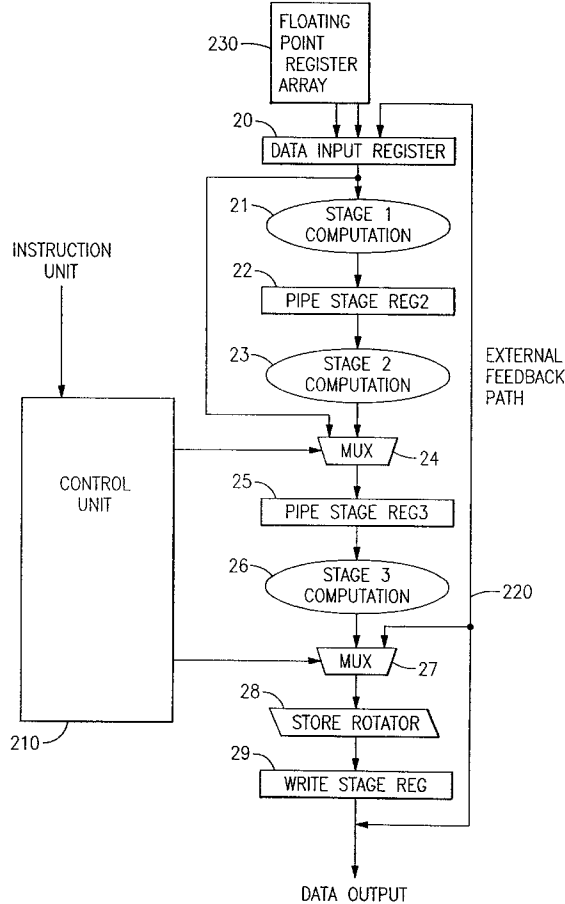 FLOATING
POINT
REGISTER
ARRAY
230
20
DATA INPUT REGISTER
21
STAGE 1
COMPUTATION
INSTRUCTION
UNIT
22
PIPE STAGE REG2
23
STAGE 2
COMPUTATION
EXTERNAL
FEEDBACK
PATH
MUX
24
CONTROL
UNIT
25
PIPE STAGE REG3
26
STAGE 3
COMPUTATION
220
MUX
27
28
STORE ROTATOR
210
29
WRITE STAGE REG
DATA OUTPUT